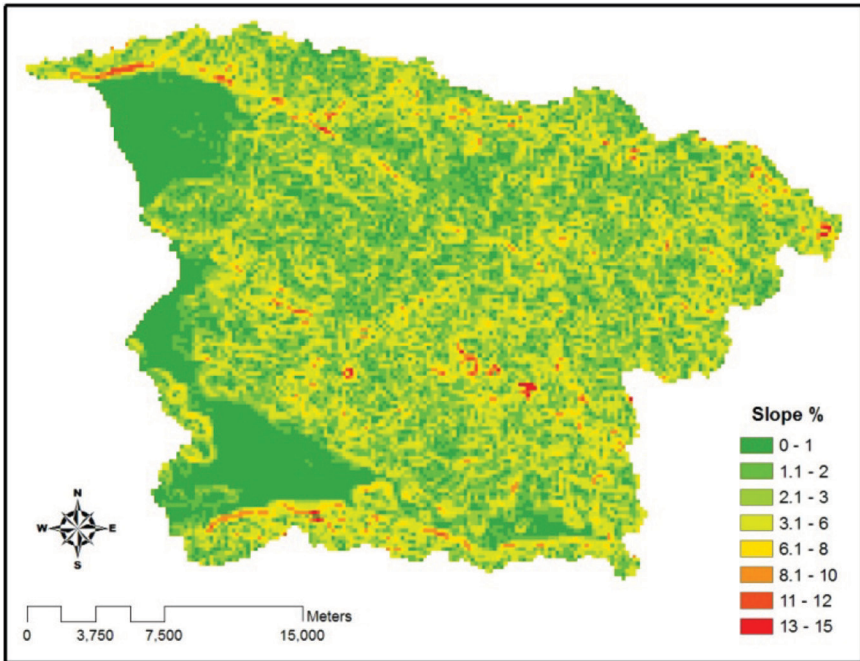 Slope %
0 - 1
1.1 - 2
2.1 - 3
3.1 - 6
6.1 - 8
8.1 - 10
11 - 12
13 - 15
N
W E
S
Meters
0 3,750 7,500 15,000